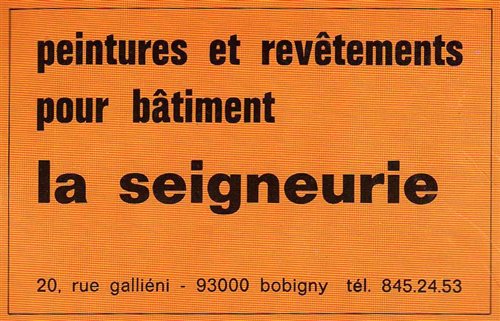 peintures et revêtements
pour bâtiment
la seigneurie
20, rue galliéni - 93000 bobigny tél. 845.24.53